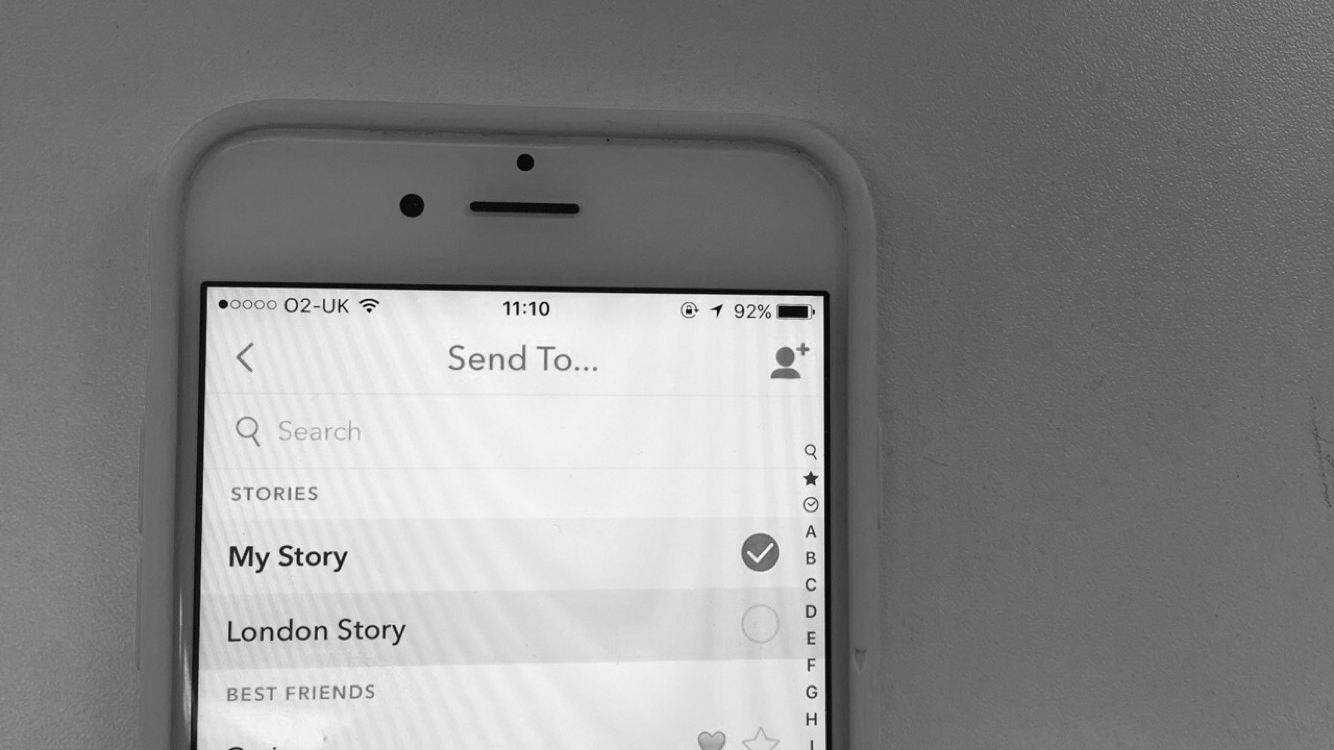 O2-UK 11:10 92%
Send To...
Search
STORIES
My Story
London Story
BEST FRIENDS
A
B
C
D
E
F
G
H